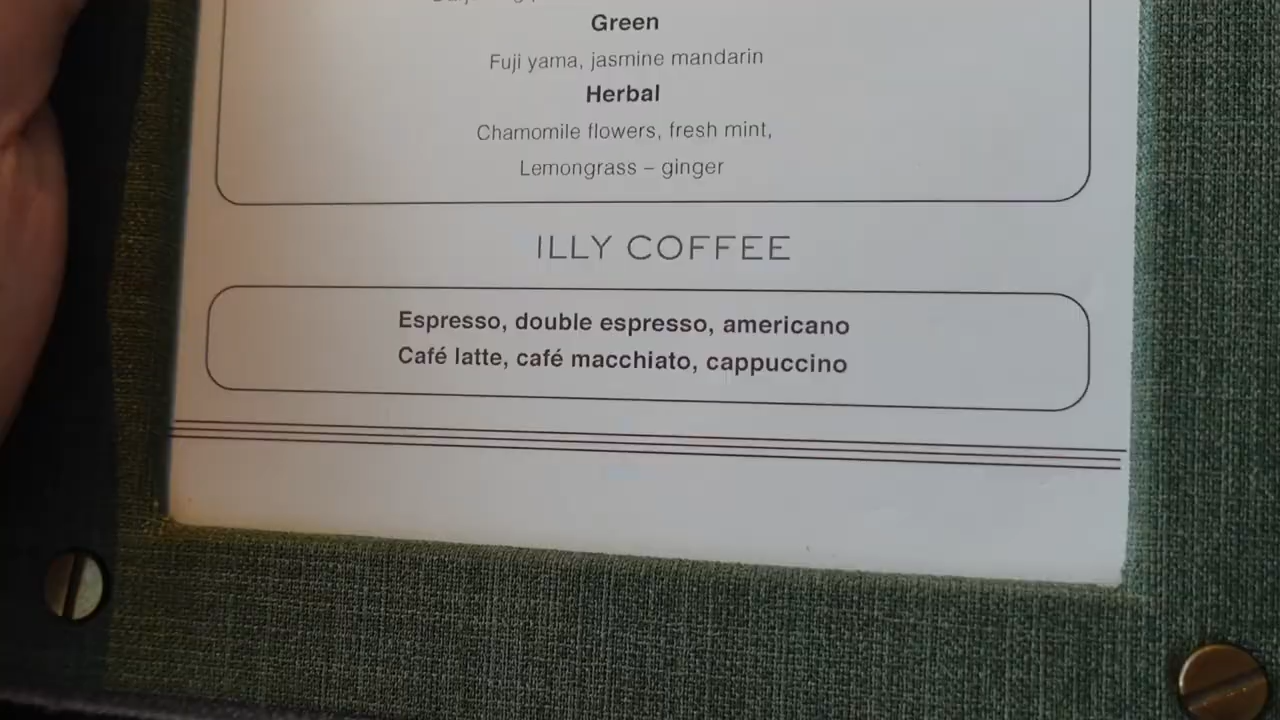 Green
Fuji yama, jasmine mandarin
Herbal
Chamomile flowers, fresh mint,
Lemongrass – ginger
ILLY COFFEE
Espresso, double espresso, americano
Café latte, café macchiato, cappuccino